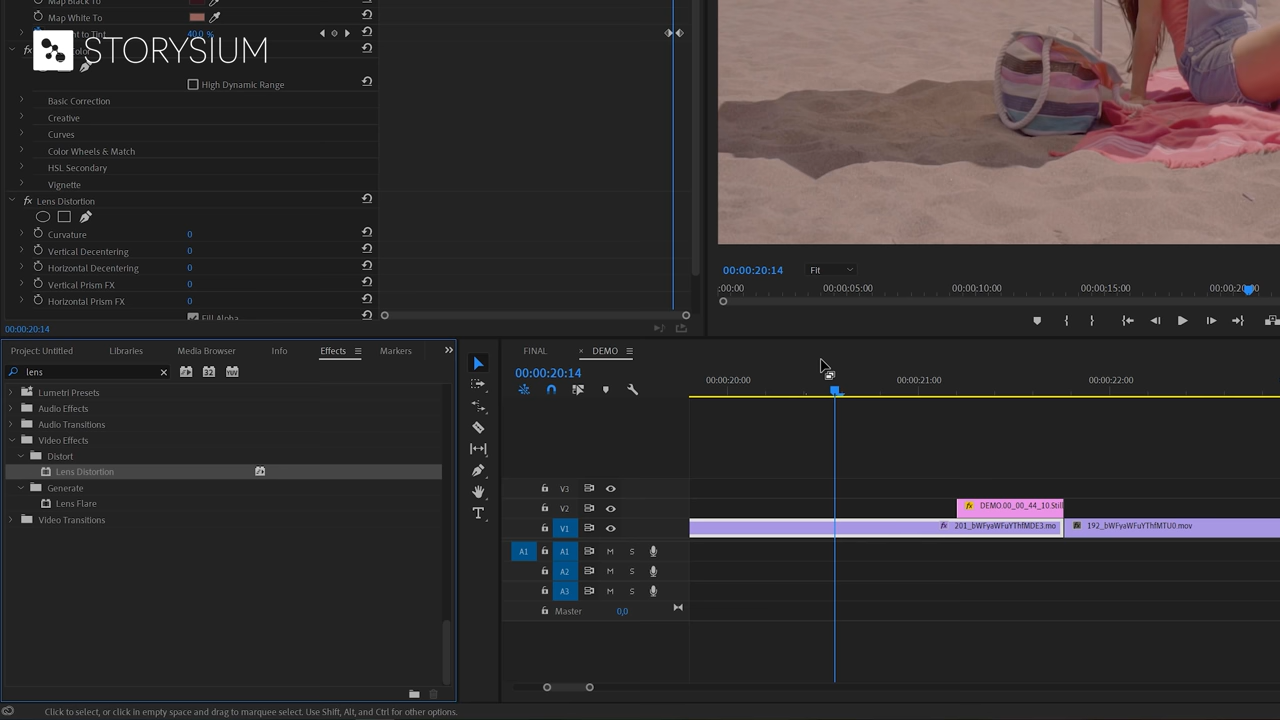 Map Black To
Map White To
40,0 %
STORYSIUM
High Dynamic Range
Basic Correction
Creative
Curves
Color Wheels & Match
HSL Secondary
Vignette
fx Lens Distortion
Curvature 0
Vertical Decentering 0
Horizontal Decentering 0
Vertical Prism FX 0
Horizontal Prism FX 0
Fill Alpha
00:00:20:14
00:00:20:14 Fit
:00:00 00:00:05:00 00:00:10:00 00:00:15:00 00:00:20:00
Project: Untitled Libraries Media Browser Info Effects Markers
lens
Lumetri Presets
Audio Effects
Audio Transitions
Video Effects
Distort
Lens Distortion
Generate
Lens Flare
Video Transitions
FINAL × DEMO
00:00:20:14
00:00:20:00 00:00:21:00 00:00:22:00
V3
V2 fx DEMO.00_00_44_10.Still
V1 fx 201_bWFyaWFuYThfMDE3.mo fx 192_bWFyaWFuYThfMTU0.mov
A1 A1 M S
A2 M S
A3 M S
Master 0,0
Click to select, or click in empty space and drag to marquee select. Use Shift, Alt, and Ctrl for other options.